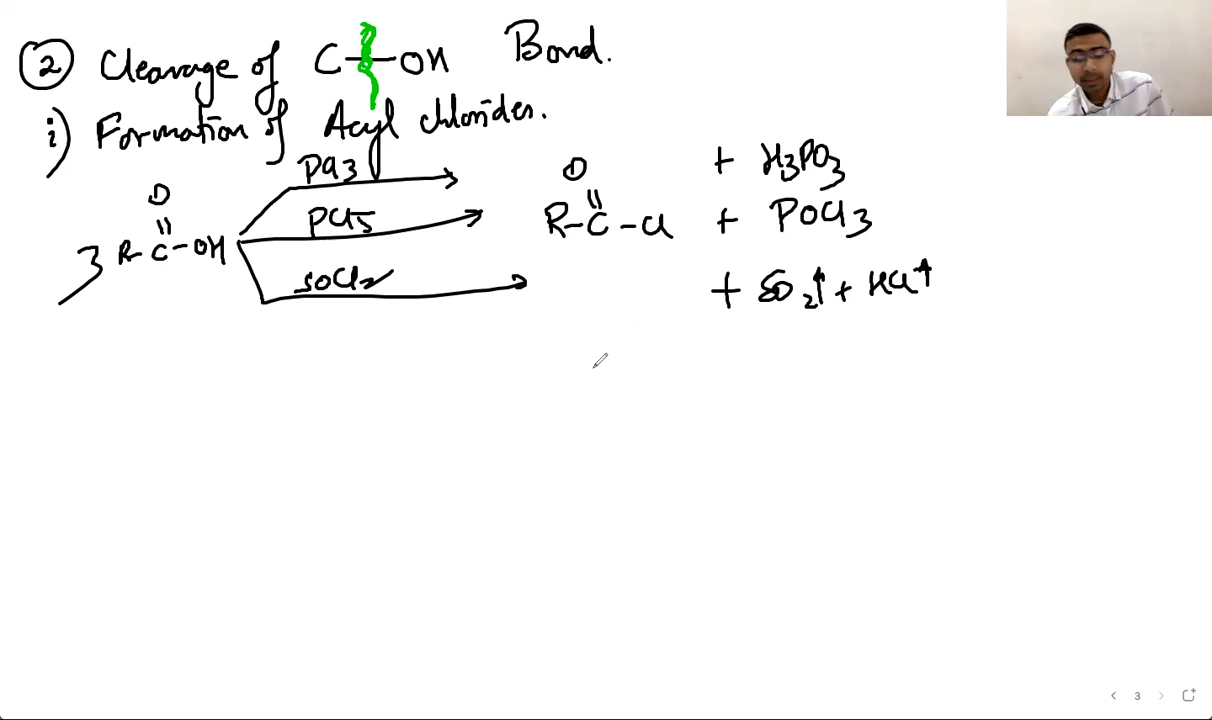 ② Cleavage of C–OH Bond.
i) Formation of Acyl chlorides.
PCl3 + H3PO3
O O
PCl5 + POCl3
3 R–C–OH R–C–Cl
SOCl2 + SO2↑ + HCl↑
3